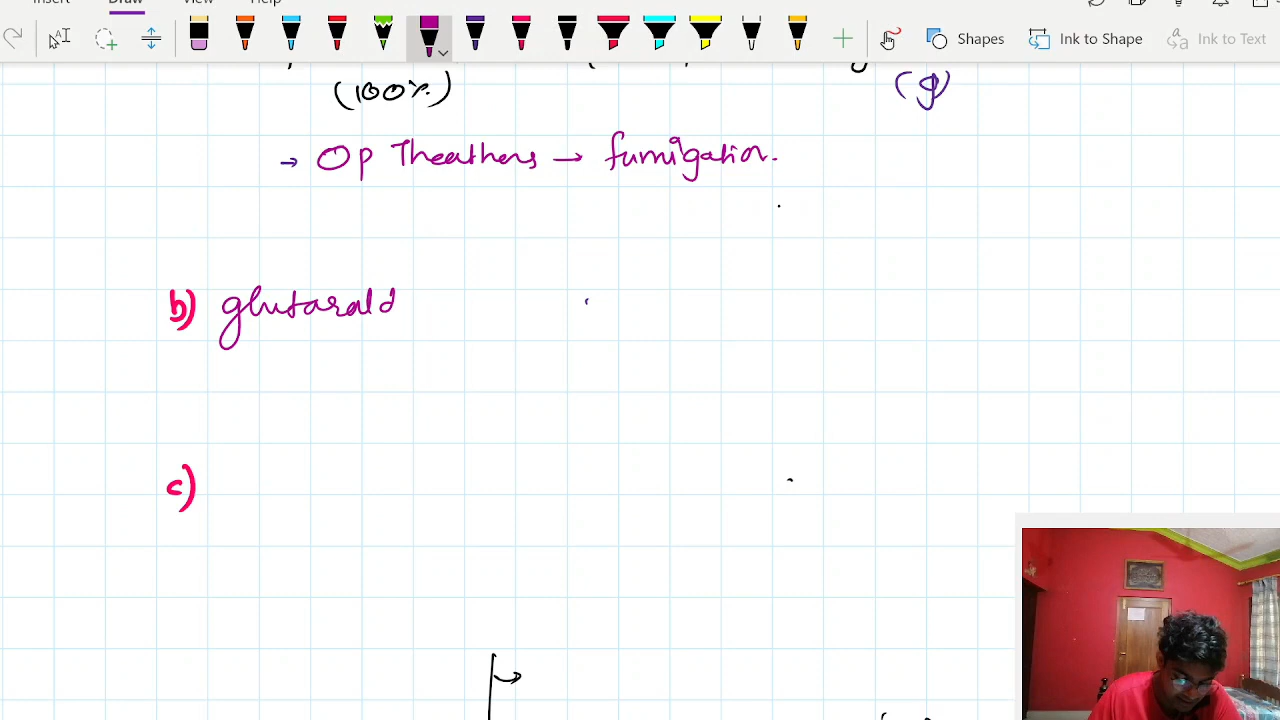 Insert Draw View Help
Shapes Ink to Shape Ink to Text
(100%) (g)
→ Op Theathers → fumigation.
b) glutarald
c)